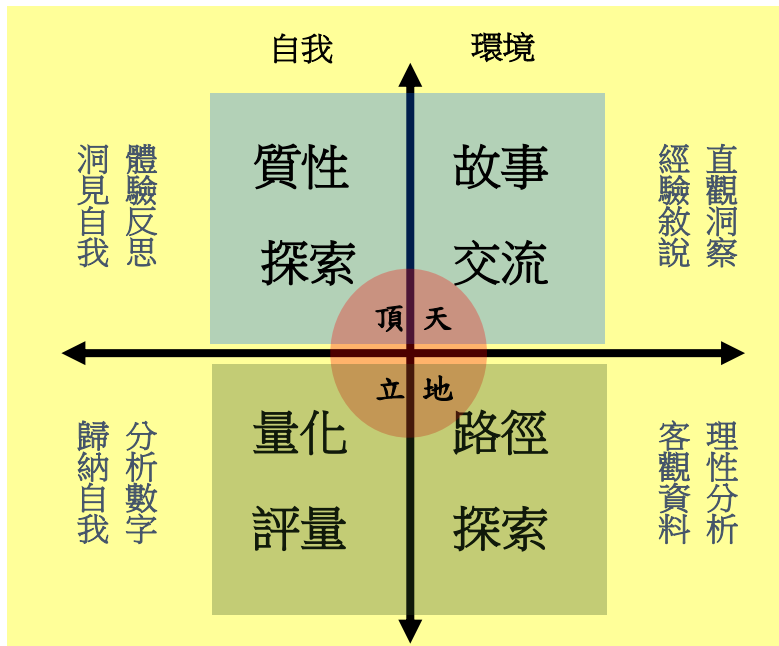 自我
環境
體驗反思
洞見自我
質性
探索
故事
交流
直觀洞察
經驗敘說
頂天
立地
分析數字
歸納自我
量化
評量
路徑
探索
理性分析
客觀資料